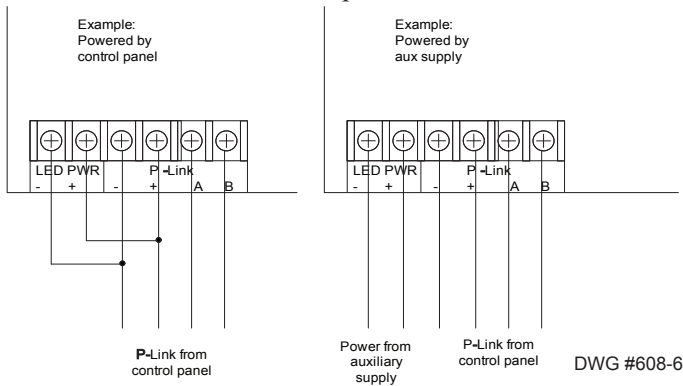 Example:
Powered by
control panel
LED PWR P -Link
- + - + A B
P-Link from
control panel
Example:
Powered by
aux supply
LED PWR P -Link
- + - + A B
Power from
auxiliary
supply
P-Link from
control panel
DWG #608-6